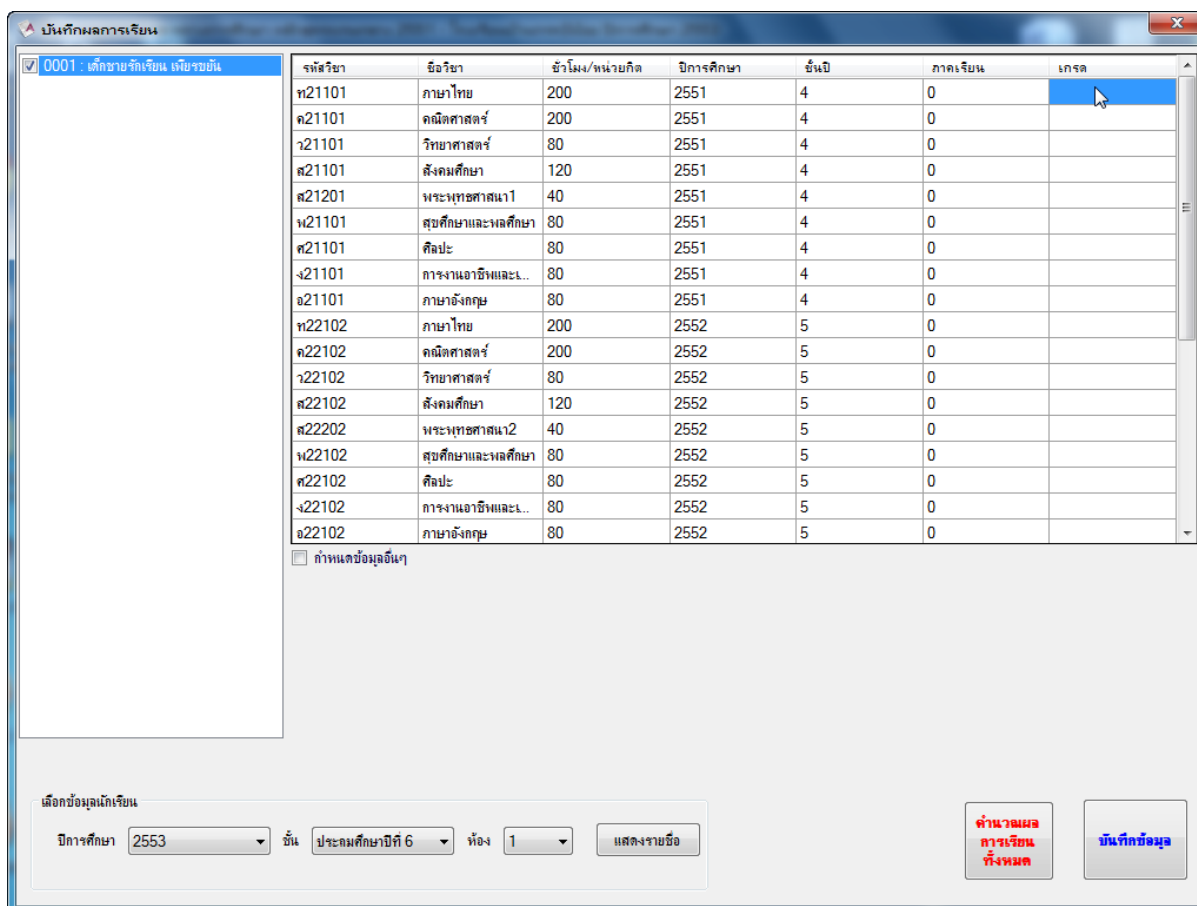 บันทึกผลการเรียน
0001 : เด็กชายรักเรียน เพียรขยัน
รหัสวิชา ชื่อวิชา ชั่วโมง/หน่วยกิต ปีการศึกษา ชั้นปี ภาคเรียน เกรด
ท21101 ภาษาไทย 200 2551 4 0
ค21101 คณิตศาสตร์ 200 2551 4 0
ว21101 วิทยาศาสตร์ 80 2551 4 0
ส21101 สังคมศึกษา 120 2551 4 0
ส21201 พระพุทธศาสนา1 40 2551 4 0
พ21101 สุขศึกษาและพลศึกษา 80 2551 4 0
ศ21101 ศิลปะ 80 2551 4 0
ง21101 การงานอาชีพและเ... 80 2551 4 0
อ21101 ภาษาอังกฤษ 80 2551 4 0
ท22102 ภาษาไทย 200 2552 5 0
ค22102 คณิตศาสตร์ 200 2552 5 0
ว22102 วิทยาศาสตร์ 80 2552 5 0
ส22102 สังคมศึกษา 120 2552 5 0
ส22202 พระพุทธศาสนา2 40 2552 5 0
พ22102 สุขศึกษาและพลศึกษา 80 2552 5 0
ศ22102 ศิลปะ 80 2552 5 0
ง22102 การงานอาชีพและเ... 80 2552 5 0
อ22102 ภาษาอังกฤษ 80 2552 5 0
กำหนดข้อมูลอื่นๆ
เลือกข้อมูลนักเรียน
ปีการศึกษา 2553 ชั้น ประถมศึกษาปีที่ 6 ห้อง 1 แสดงรายชื่อ
คำนวณผล
การเรียน
ทั้งหมด
บันทึกข้อมูล